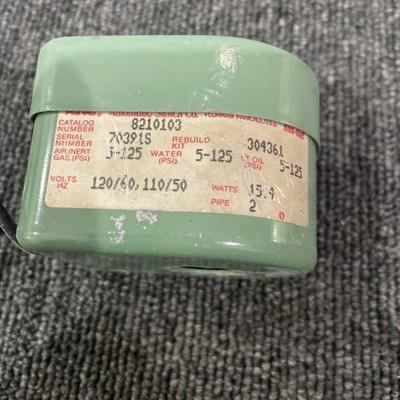 Automatic Switch Co.
CATALOG NUMBER 8210103
SERIAL NUMBER 70391S REBUILD KIT 304361
AIR,INERT GAS.(PSI) 5-125 WATER (PSI) 5-125 LT OIL (PSI) 5-125
VOLTS HZ 120/60,110/50 WATTS 15.4
PIPE 2 0